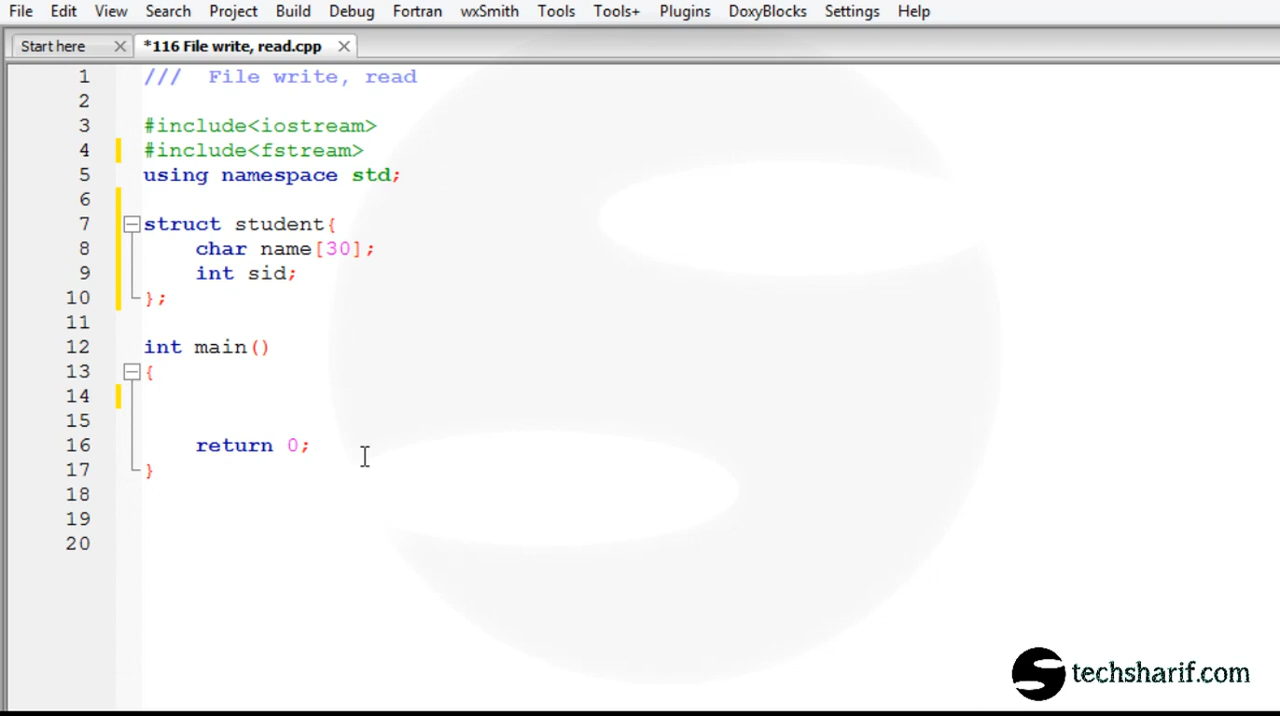 File Edit View Search Project Build Debug Fortran wxSmith Tools Tools+ Plugins DoxyBlocks Settings Help
Start here *116 File write, read.cpp
1 /// File write, read
2
3 #include<iostream>
4 #include<fstream>
5 using namespace std;
6
7 struct student{
8 char name[30];
9 int sid;
10 };
11
12 int main()
13 {
14
15
16 return 0;
17 }
18
19
20
techsharif.com